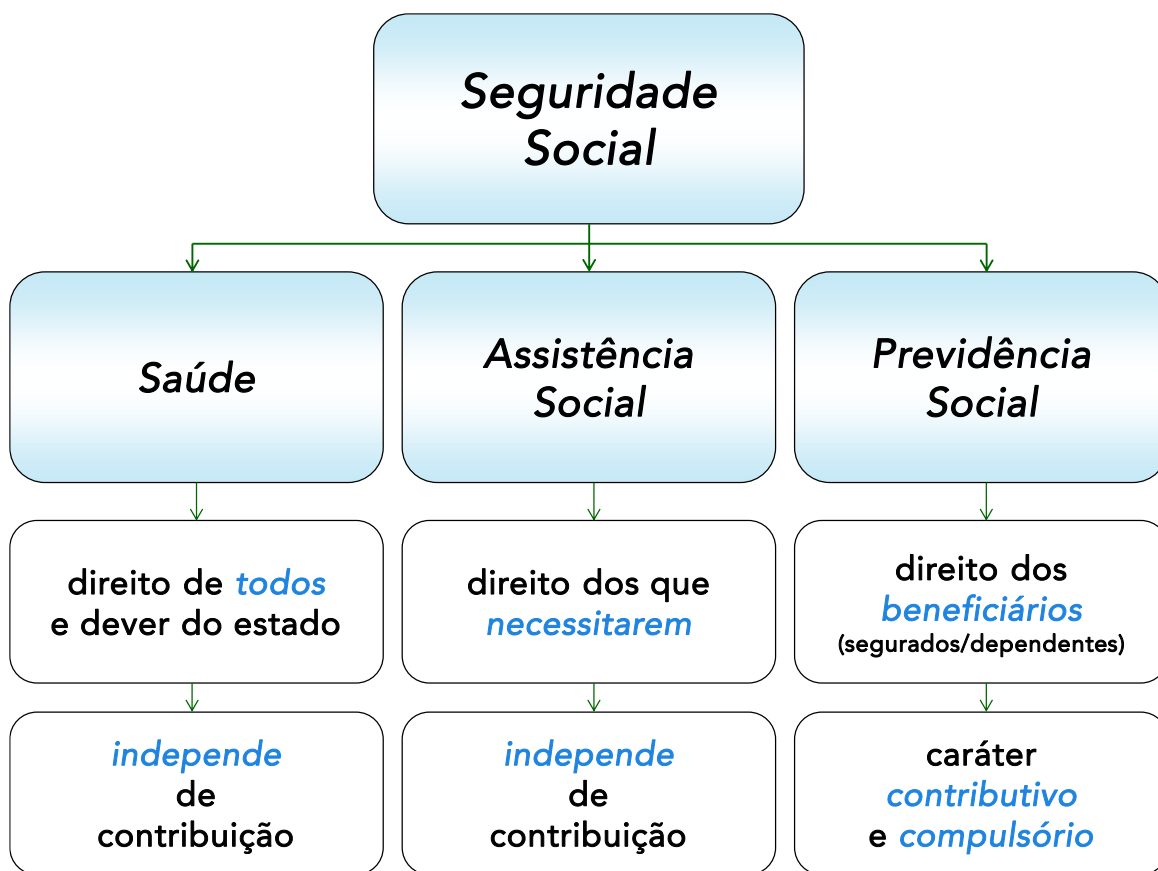 Seguridade
Social
Saúde
Assistência
Social
Previdência
Social
direito de todos
e dever do estado
direito dos que
necessitarem
direito dos
beneficiários
(segurados/dependentes)
independe
de
contribuição
independe
de
contribuição
caráter
contributivo
e compulsório